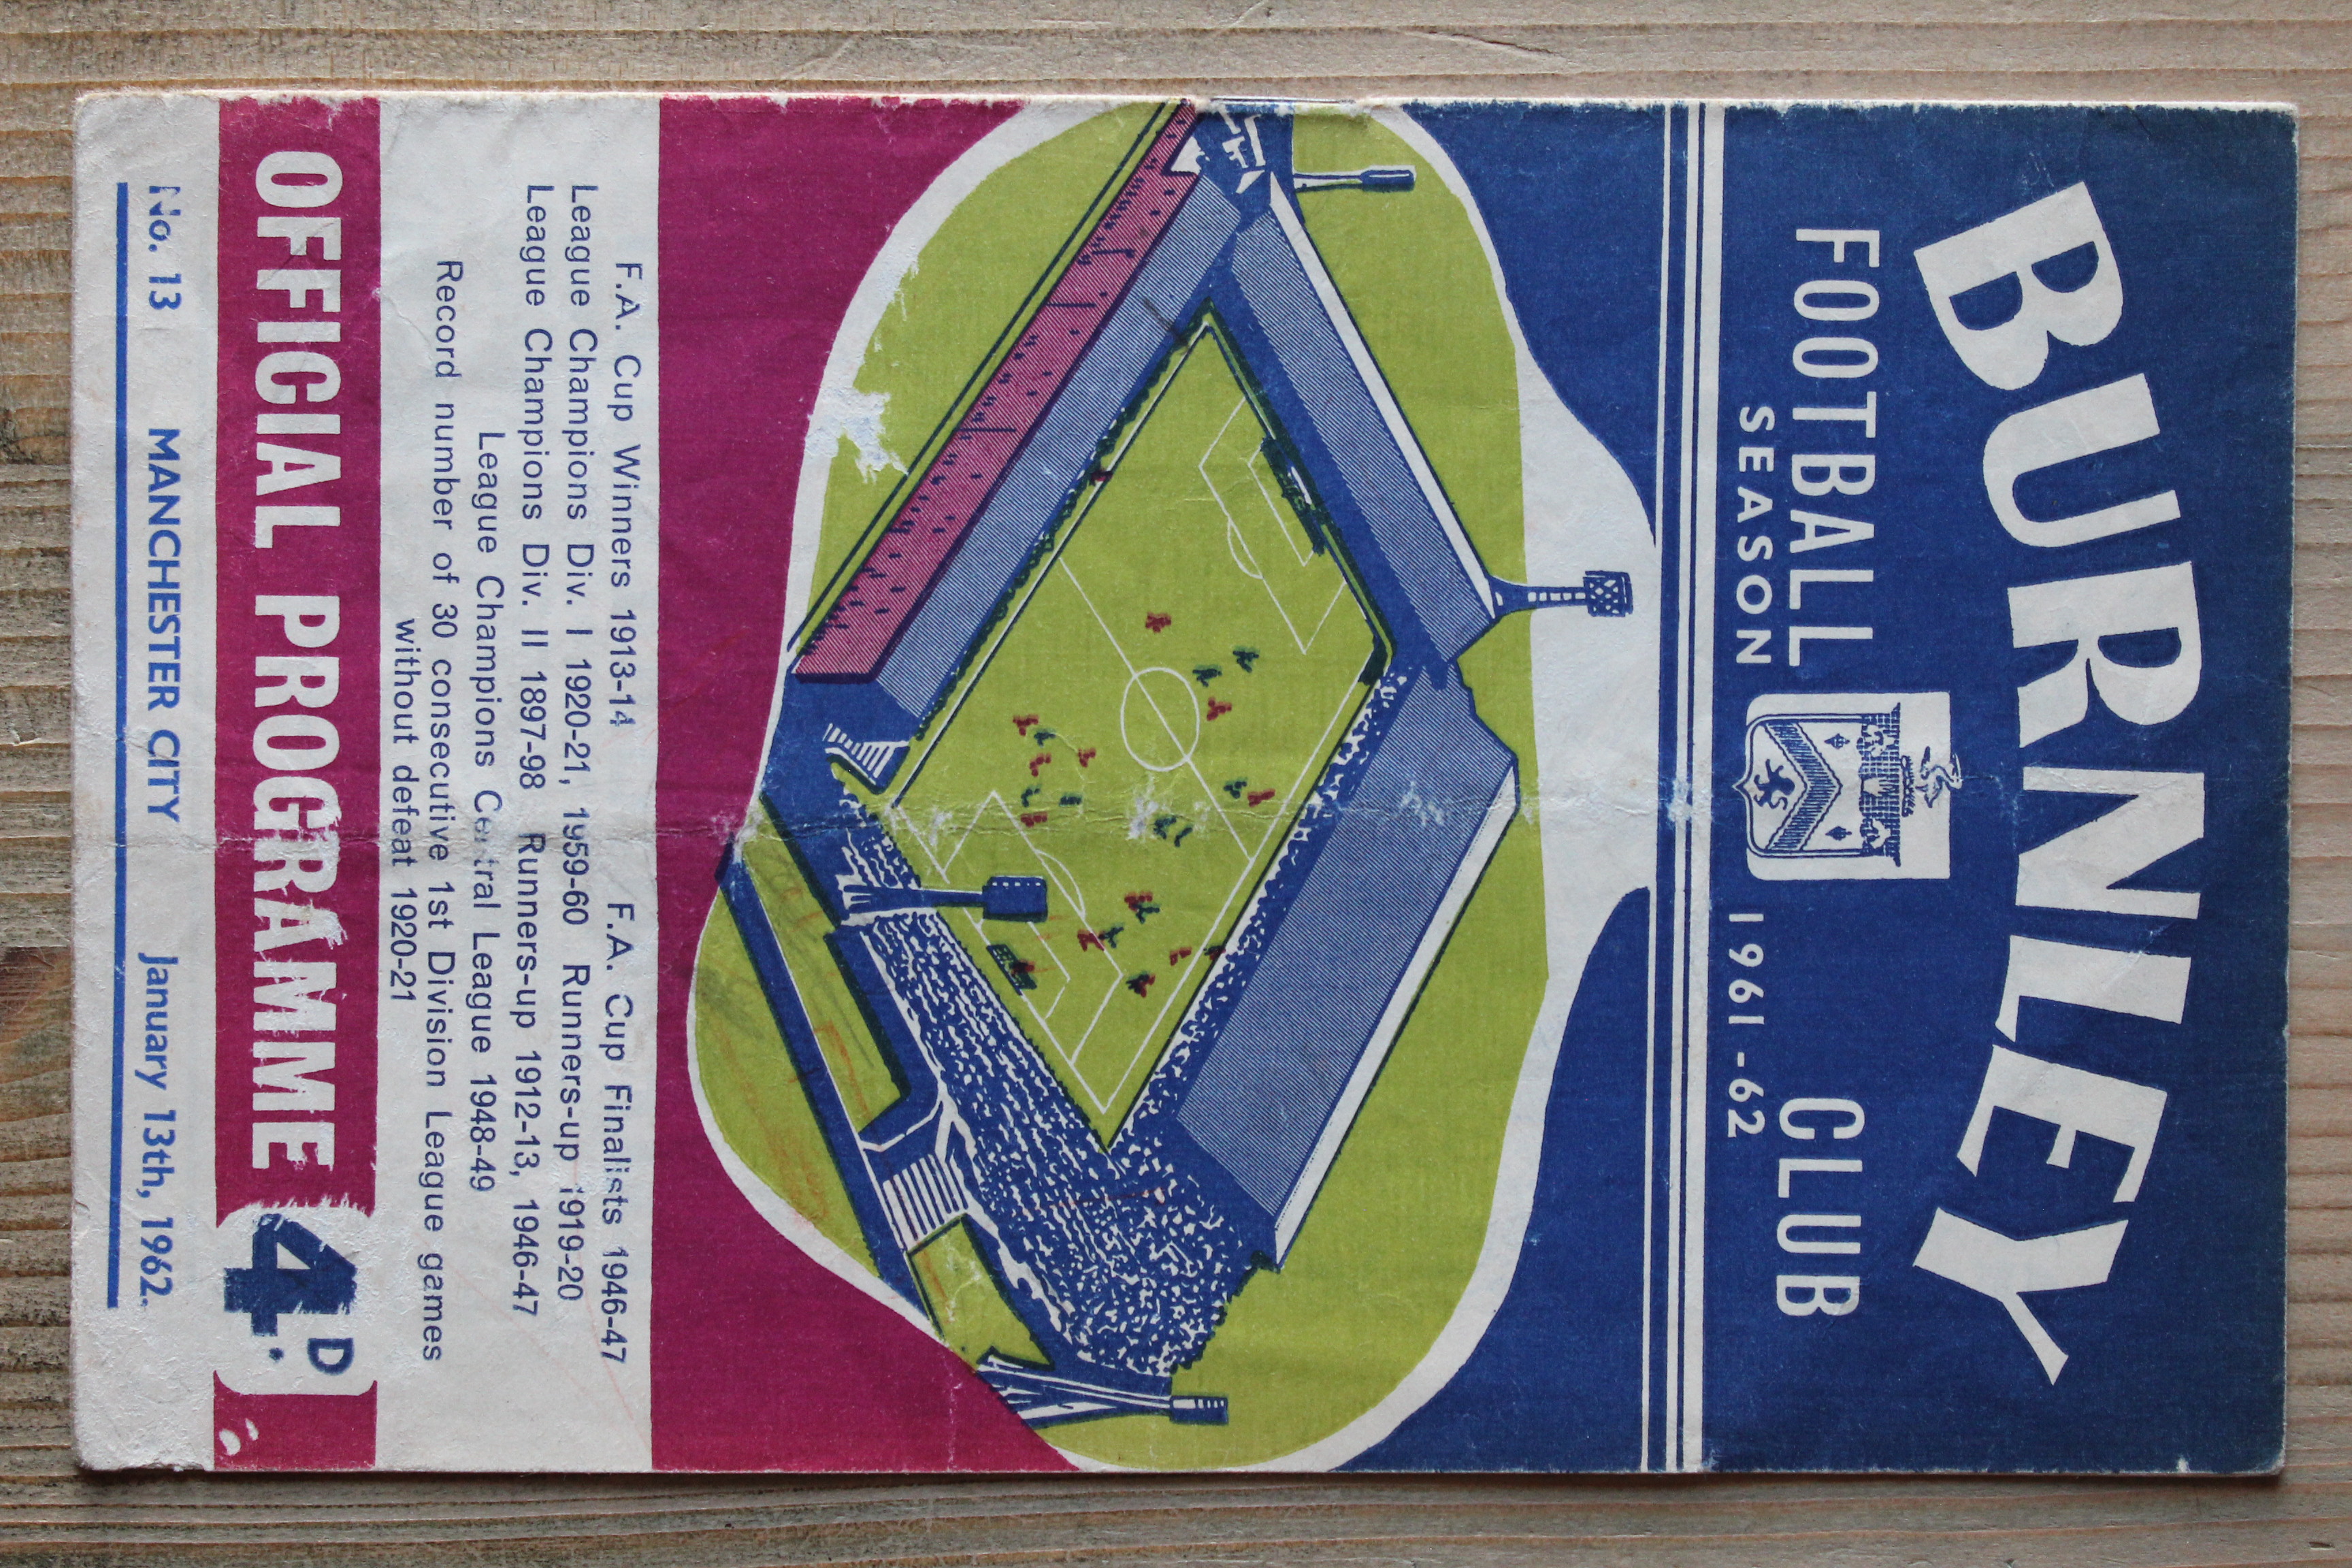 BURNLEY
FOOTBALL CLUB
SEASON 1961-62
F.A. Cup Winners 1913-14 F.A. Cup Finalists 1946-47
League Champions Div. I 1920-21, 1959-60 Runners-up 1919-20
League Champions Div. II 1897-98 Runners-up 1912-13, 1946-47
League Champions Central League 1948-49
Record number of 30 consecutive 1st Division League games
without defeat 1920-21
OFFICIAL PROGRAMME 4D.
No. 13 MANCHESTER CITY January 13th, 1962.